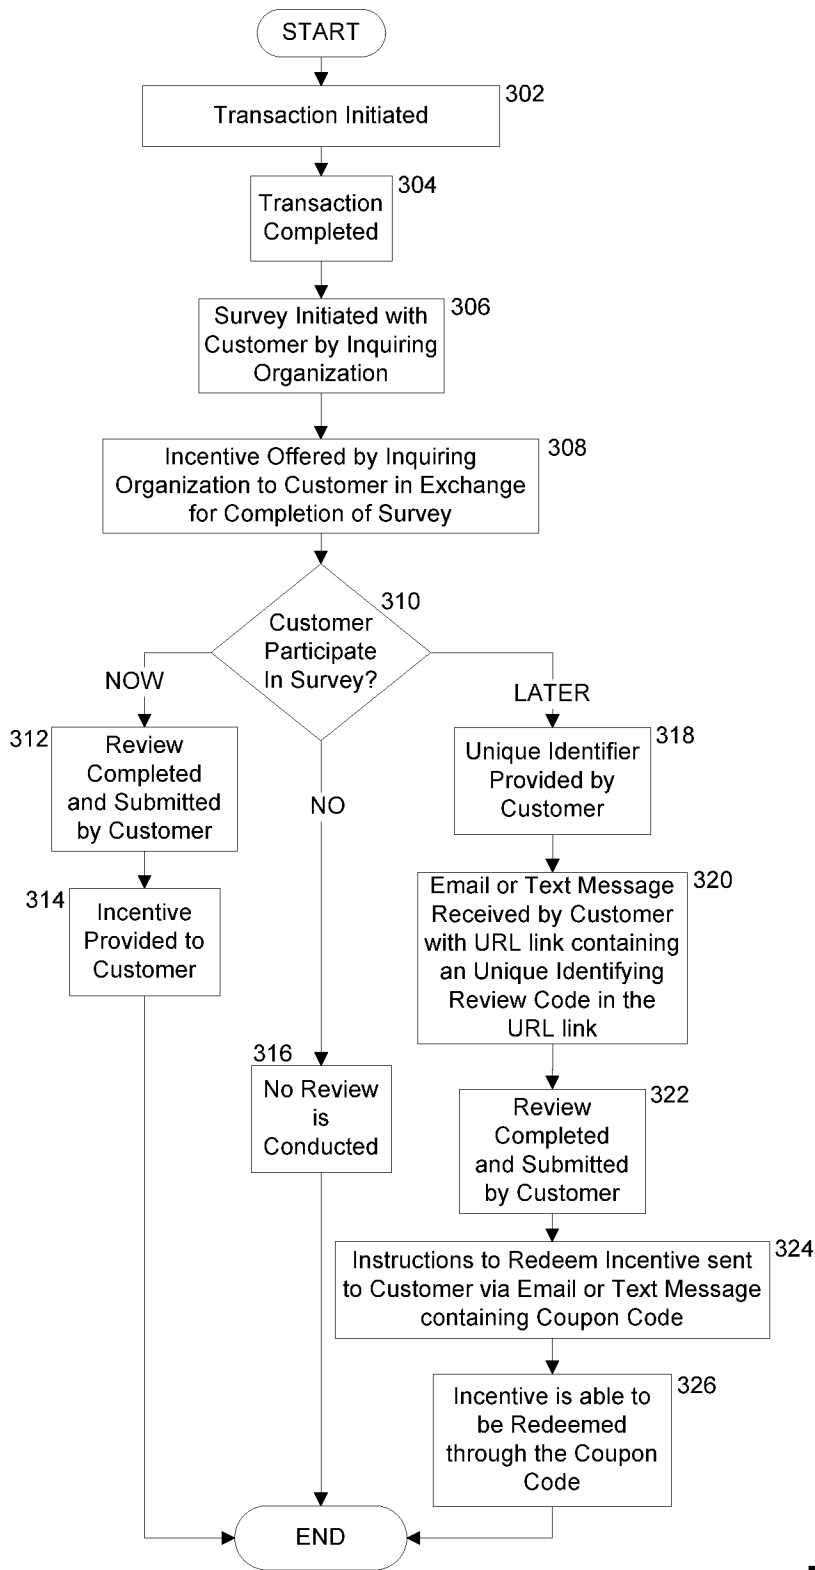 START
302
Transaction Initiated
304
Transaction
Completed
306
Survey Initiated with
Customer by Inquiring
Organization
308
Incentive Offered by Inquiring
Organization to Customer in Exchange
for Completion of Survey
310
Customer
Participate
In Survey?
NOW
312
Review
Completed
and Submitted
by Customer
314
Incentive
Provided to
Customer
NO
316
No Review
is
Conducted
LATER
318
Unique Identifier
Provided by
Customer
320
Email or Text Message
Received by Customer
with URL link containing
an Unique Identifying
Review Code in the
URL link
322
Review
Completed
and Submitted
by Customer
324
Instructions to Redeem Incentive sent
to Customer via Email or Text Message
containing Coupon Code
326
Incentive is able to
be Redeemed
through the Coupon
Code
END